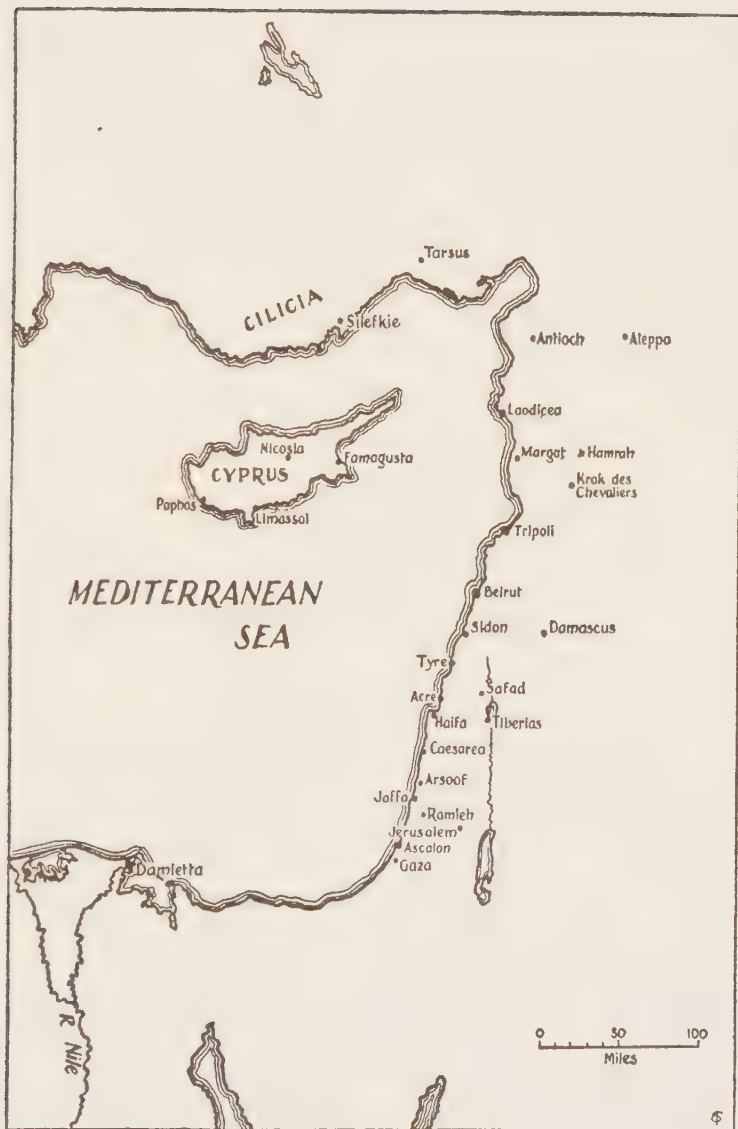 Tarsus
CILICIA
Silefkie
Antioch
Aleppo
Laodicea
Nicosia
Famagusta
CYPRUS
Margat
Hamrah
Krak des
Chevaliers
Paphos
Limassol
Tripoli
MEDITERRANEAN
SEA
Beirut
Sidon
Damascus
Tyre
Safad
Acre
Haifa
Tiberias
Caesarea
Arsoof
Jaffa
Ramleh
Jerusalem
Ascalon
Gaza
Damietta
R. Nile
0 50 100
Miles